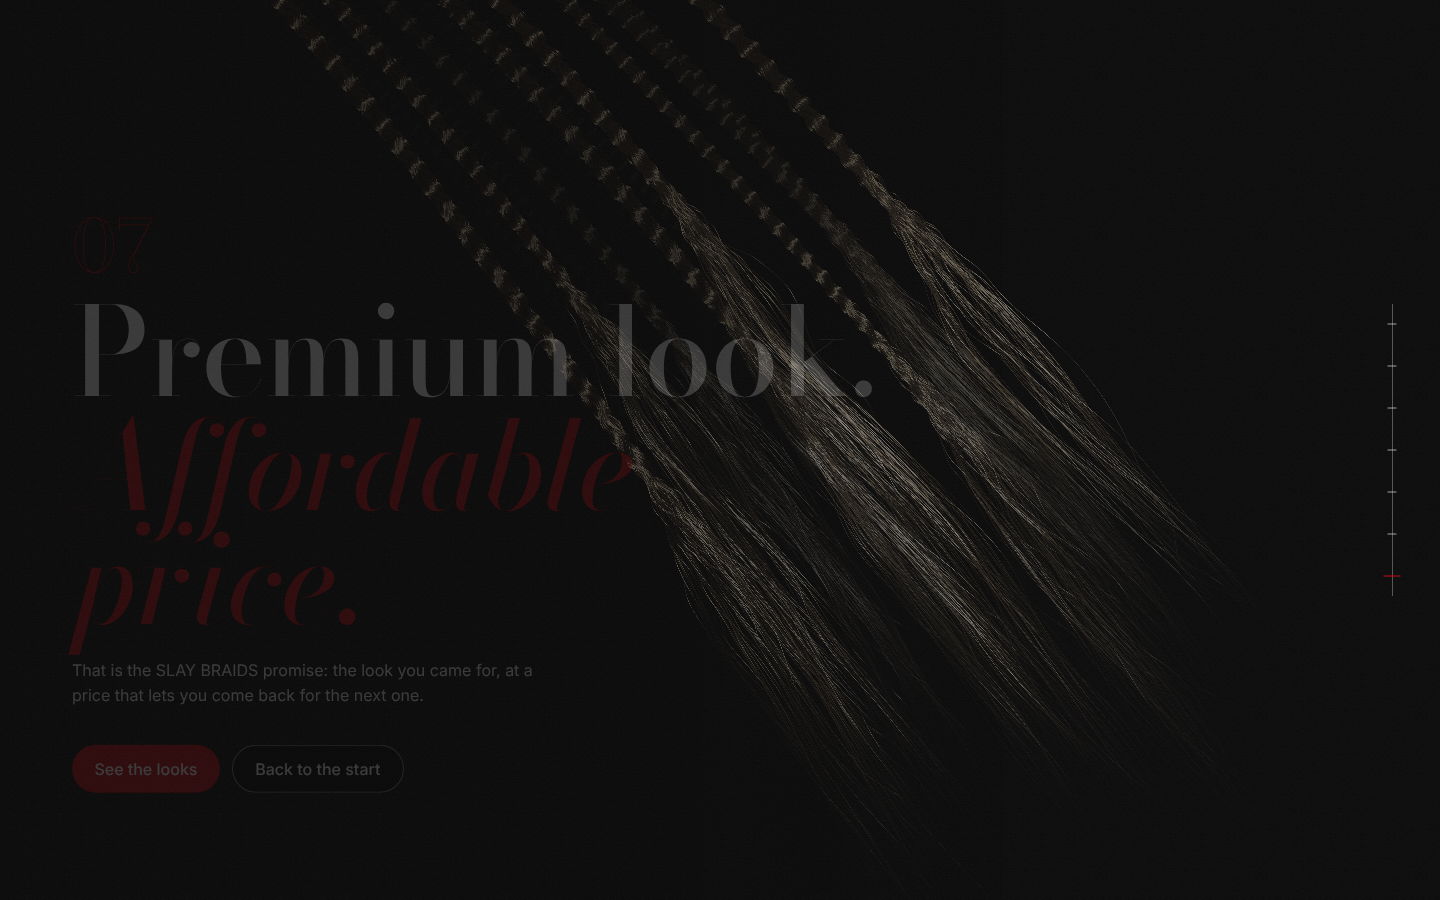 07
Premium look.
Affordable
price.
That is the SLAY BRAIDS promise: the look you came for, at a
price that lets you come back for the next one.
See the looks
Back to the start